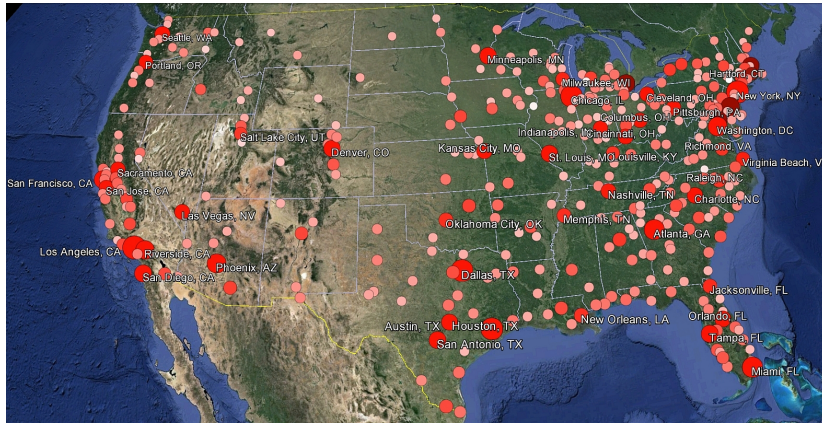 Seattle, WA
Portland, OR
Minneapolis, MN
Milwaukee, WI
Hartford, CT
Chicago, IL
Cleveland, OH
New York, NY
Pittsburgh, PA
Columbus, OH
Salt Lake City, UT
Indianapolis, 
Cincinnati, OH
Washington, DC
Denver, CO
Kansas City, MO
Richmond, VA
St. Louis, MO
Louisville, KY
Virginia Beach, V
Sacramento, CA
San Francisco, CA
San Jose, CA
Raleigh, NC
Nashville, TN
Charlotte, NC
Las Vegas, NV
Oklahoma City, OK
Memphis, TN
Atlanta, GA
Los Angeles, CA
Riverside, CA
Phoenix, AZ
San Diego, CA
Dallas, TX
Jacksonville, FL
Orlando, FL
New Orleans, LA
Austin, TX
Houston, TX
Tampa, FL
San Antonio, TX
Miami, FL